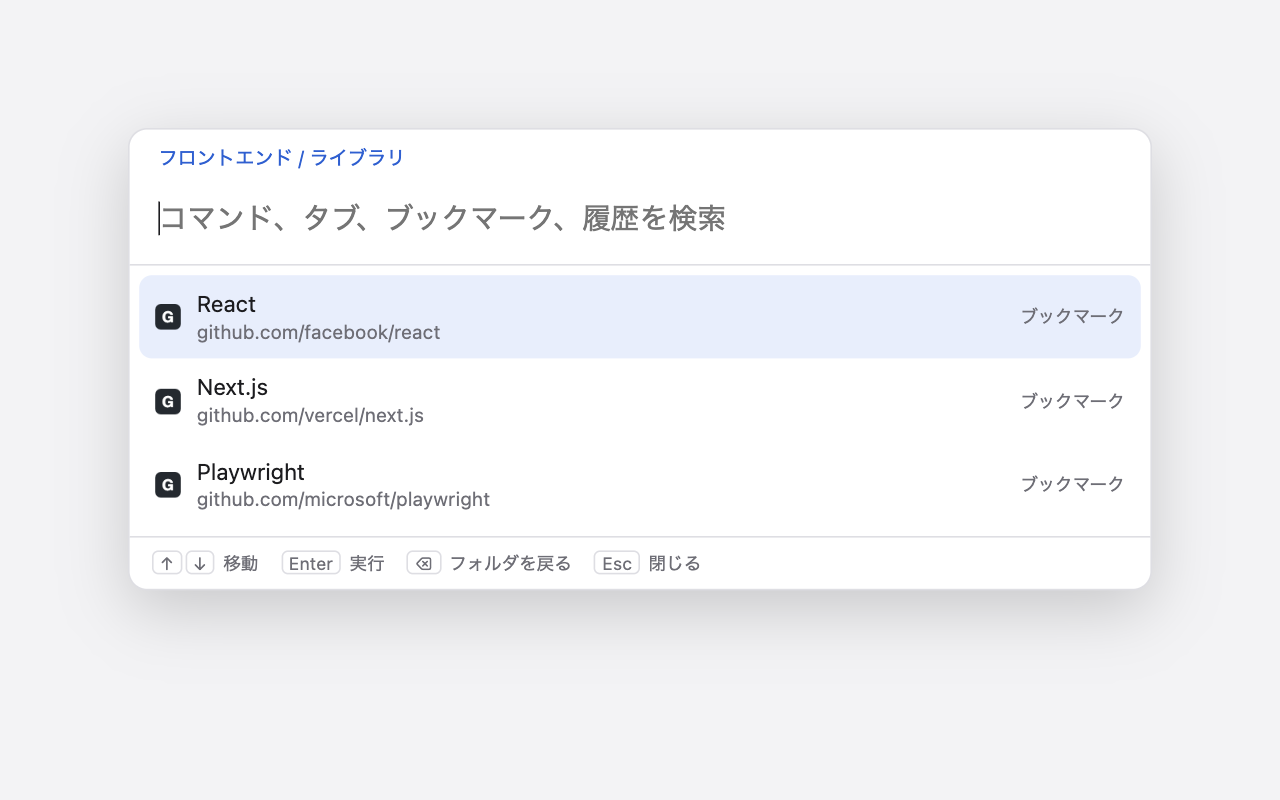 フロントエンド / ライブラリ
コマンド、タブ、ブックマーク、履歴を検索
G React ブックマーク
github.com/facebook/react
G Next.js ブックマーク
github.com/vercel/next.js
G Playwright ブックマーク
github.com/microsoft/playwright
↑ ↓ 移動 Enter 実行 ⌫ フォルダを戻る Esc 閉じる